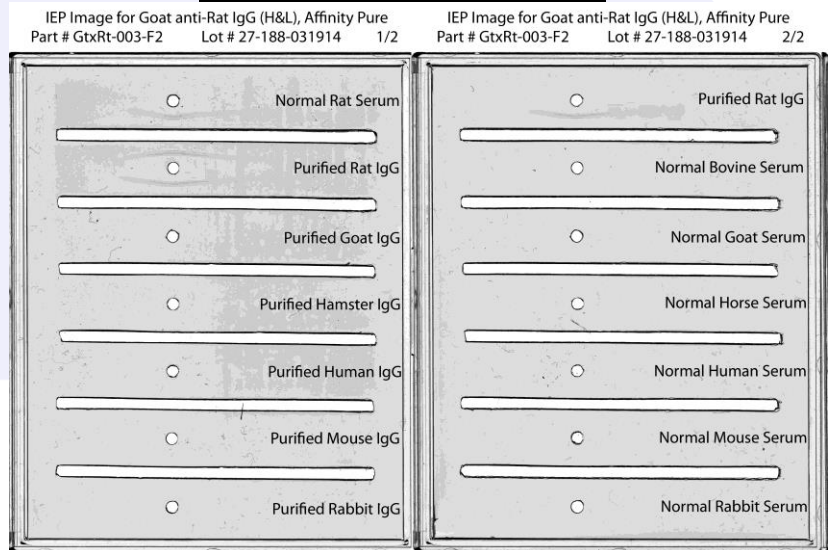 IEP Image for Goat anti-Rat IgG (H&L), Affinity Pure
Part # GtxRt-003-F2 Lot # 27-188-031914 1/2
Normal Rat Serum
Purified Rat IgG
Purified Goat IgG
Purified Hamster IgG
Purified Human IgG
Purified Mouse IgG
Purified Rabbit IgG
IEP Image for Goat anti-Rat IgG (H&L), Affinity Pure
Part # GtxRt-003-F2 Lot # 27-188-031914 2/2
Purified Rat IgG
Normal Bovine Serum
Normal Goat Serum
Normal Horse Serum
Normal Human Serum
Normal Mouse Serum
Normal Rabbit Serum